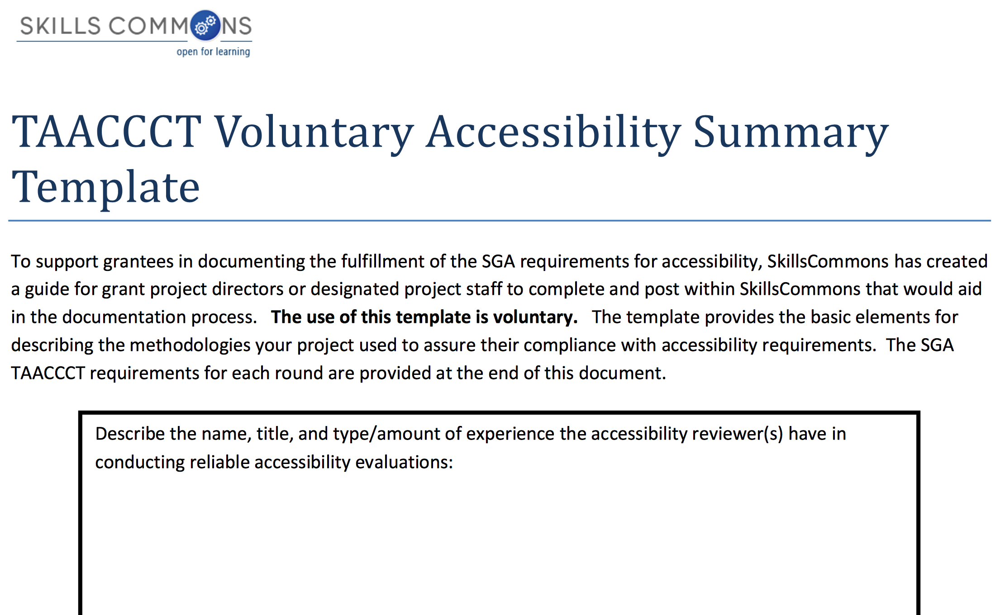 SKILLS COMMONS
open for learning
TAACCCT Voluntary Accessibility Summary
Template
To support grantees in documenting the fulfillment of the SGA requirements for accessibility, SkillsCommons has created
a guide for grant project directors or designated project staff to complete and post within SkillsCommons that would aid
in the documentation process.   The use of this template is voluntary.   The template provides the basic elements for
describing the methodologies your project used to assure their compliance with accessibility requirements.  The SGA
TAACCCT requirements for each round are provided at the end of this document.
Describe the name, title, and type/amount of experience the accessibility reviewer(s) have in
conducting reliable accessibility evaluations: